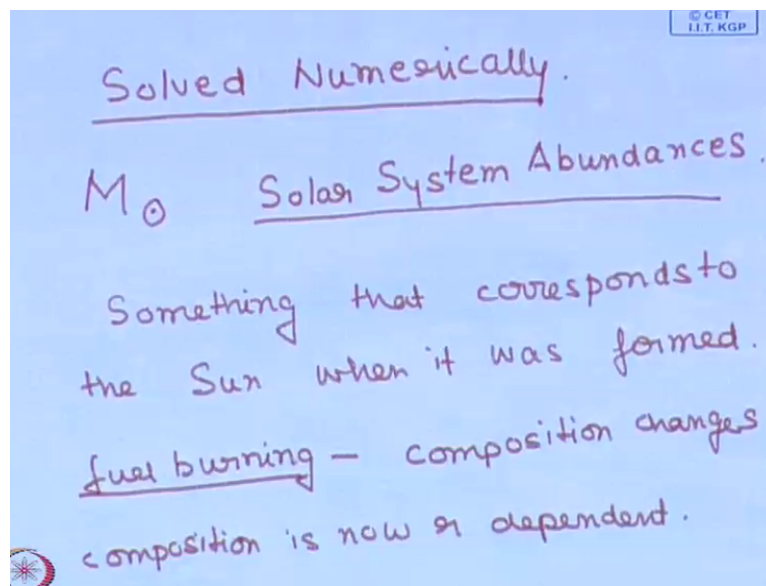 © CET
I.I.T. KGP
Solved Numerically.
M⊙ Solar System Abundances.
Something that corresponds to
the Sun when it was formed.
fuel burning – composition changes
composition is now r dependent.